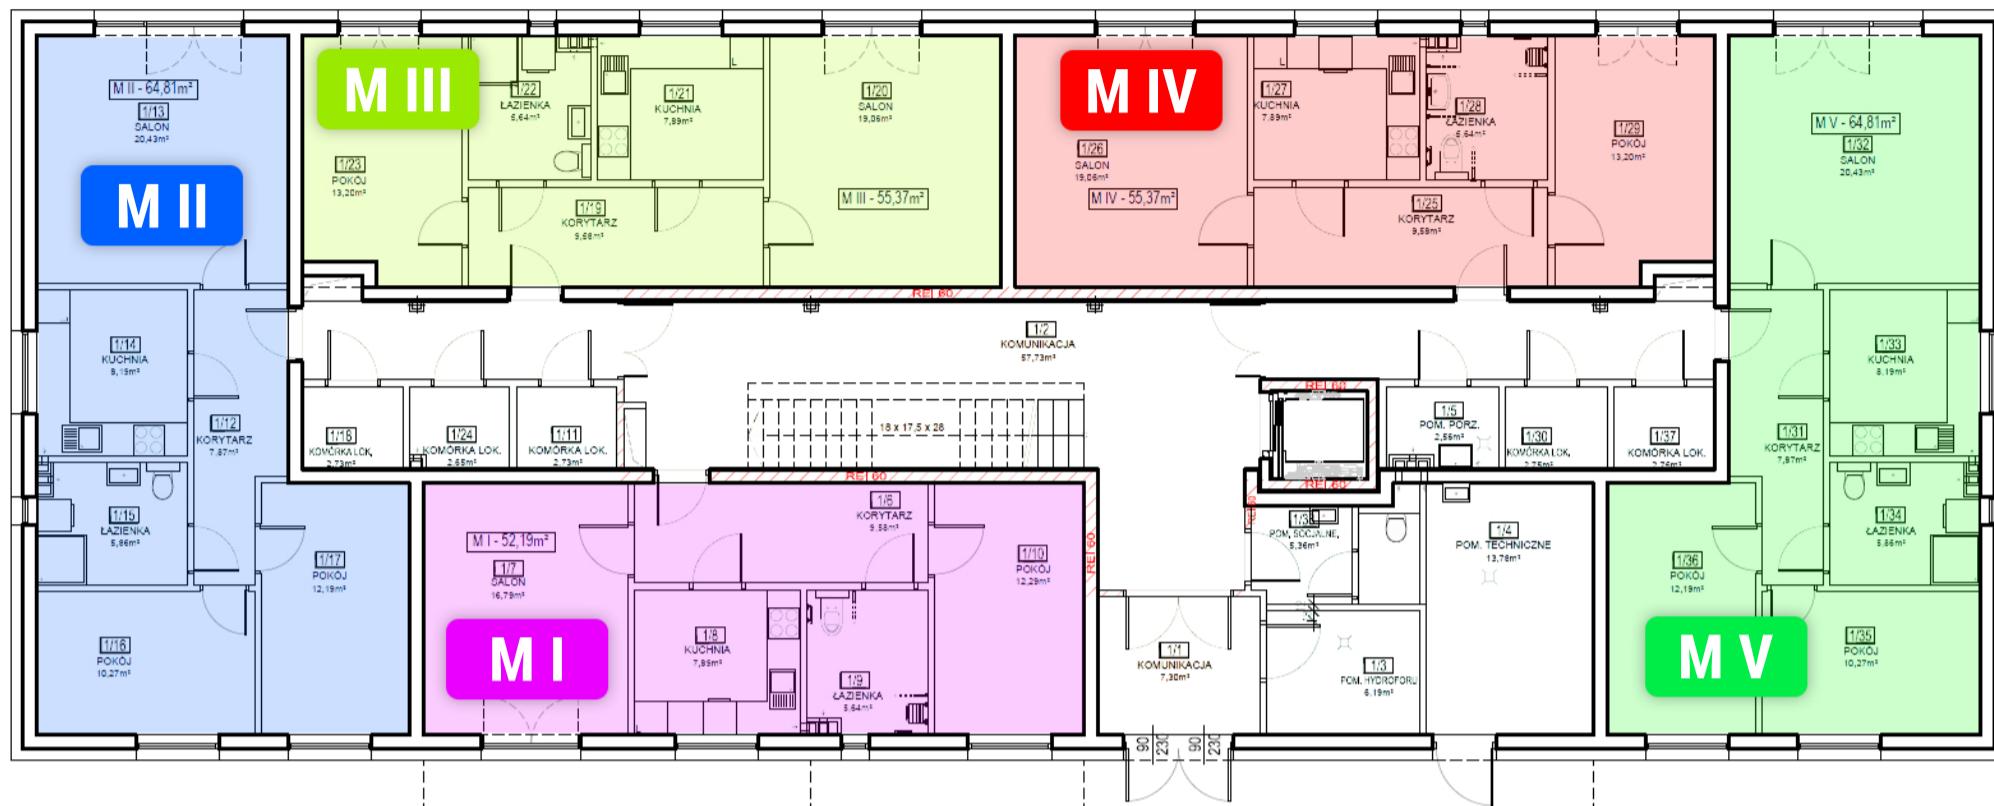 M II - 64,81m²
1/13
SALON
20,43m²
M II
1/14
KUCHNIA
8,19m²
1/12
KORYTARZ
7,87m²
1/15
ŁAZIENKA
5,86m²
1/17
POKÓJ
12,19m²
1/16
POKÓJ
10,27m²
M III
1/23
POKÓJ
13,20m²
1/22
ŁAZIENKA
5,64m²
1/21
KUCHNIA
7,89m²
L
1/20
SALON
19,06m²
1/19
KORYTARZ
9,58m²
M III - 55,37m²
M IV
1/26
SALON
19,06m²
M IV - 55,37m²
1/27
KUCHNIA
7,89m²
L
1/28
ŁAZIENKA
5,64m²
1/29
POKÓJ
13,20m²
1/25
KORYTARZ
9,58m²
M V - 64,81m²
1/32
SALON
20,43m²
1/33
KUCHNIA
8,19m²
1/31
KORYTARZ
7,87m²
1/34
ŁAZIENKA
5,86m²
1/36
POKÓJ
12,19m²
1/35
POKÓJ
10,27m²
M V
REI 60
1/2
KOMUNIKACJA
57,73m²
1/18
KOMÓRKA LOK.
2,73m²
1/24
KOMÓRKA LOK.
2,65m²
1/11
KOMÓRKA LOK.
2,73m²
18 x 17,5 x 28
REI 60
REI 60
REI 60
1/5
POM. PORZ.
2,56m²
1/30
KOMÓRKA LOK.
2,75m²
1/37
KOMÓRKA LOK.
2,76m²
M I - 52,19m²
1/7
SALON
16,79m²
M I
1/6
KORYTARZ
9,58m²
1/8
KUCHNIA
7,89m²
1/9
ŁAZIENKA
5,64m²
1/10
POKÓJ
12,29m²
REI 60
REI 60
POM. SOCJALNE.
5,36m²
1/4
POM. TECHNICZNE
13,78m²
1/1
KOMUNIKACJA
7,30m²
1/3
POM. HYDROFORU
6,19m²
90
230
90
230